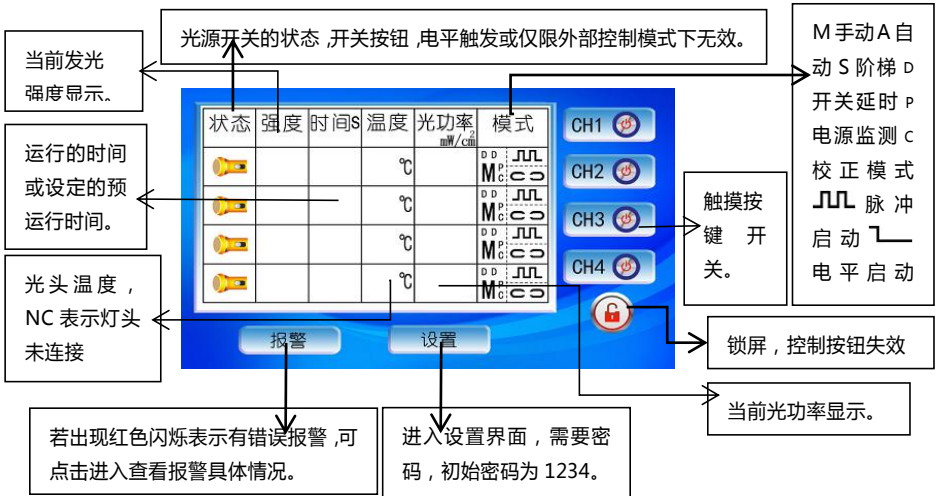 光源开关的状态,开关按钮,电平触发或仅限外部控制模式下无效。
当前发光
强度显示。
运行的时间
或设定的预
运行时间。
光头温度，
NC 表示灯头
未连接
状态 强度 时间S 温度 光功率 mW/cm² 模式
℃ D D M P C
℃ D D M P C
℃ D D M P C
℃ D D M P C
CH1
CH2
CH3
CH4
报警 设置
M 手动 A 自
动 S 阶梯 D
开关延时 P
电源监测 C
校正模式
脉冲
启动
电平启动
触摸按
键开
关。
锁屏，控制按钮失效
当前光功率显示。
若出现红色闪烁表示有错误报警,可
点击进入查看报警具体情况。
进入设置界面，需要密
码，初始密码为 1234。